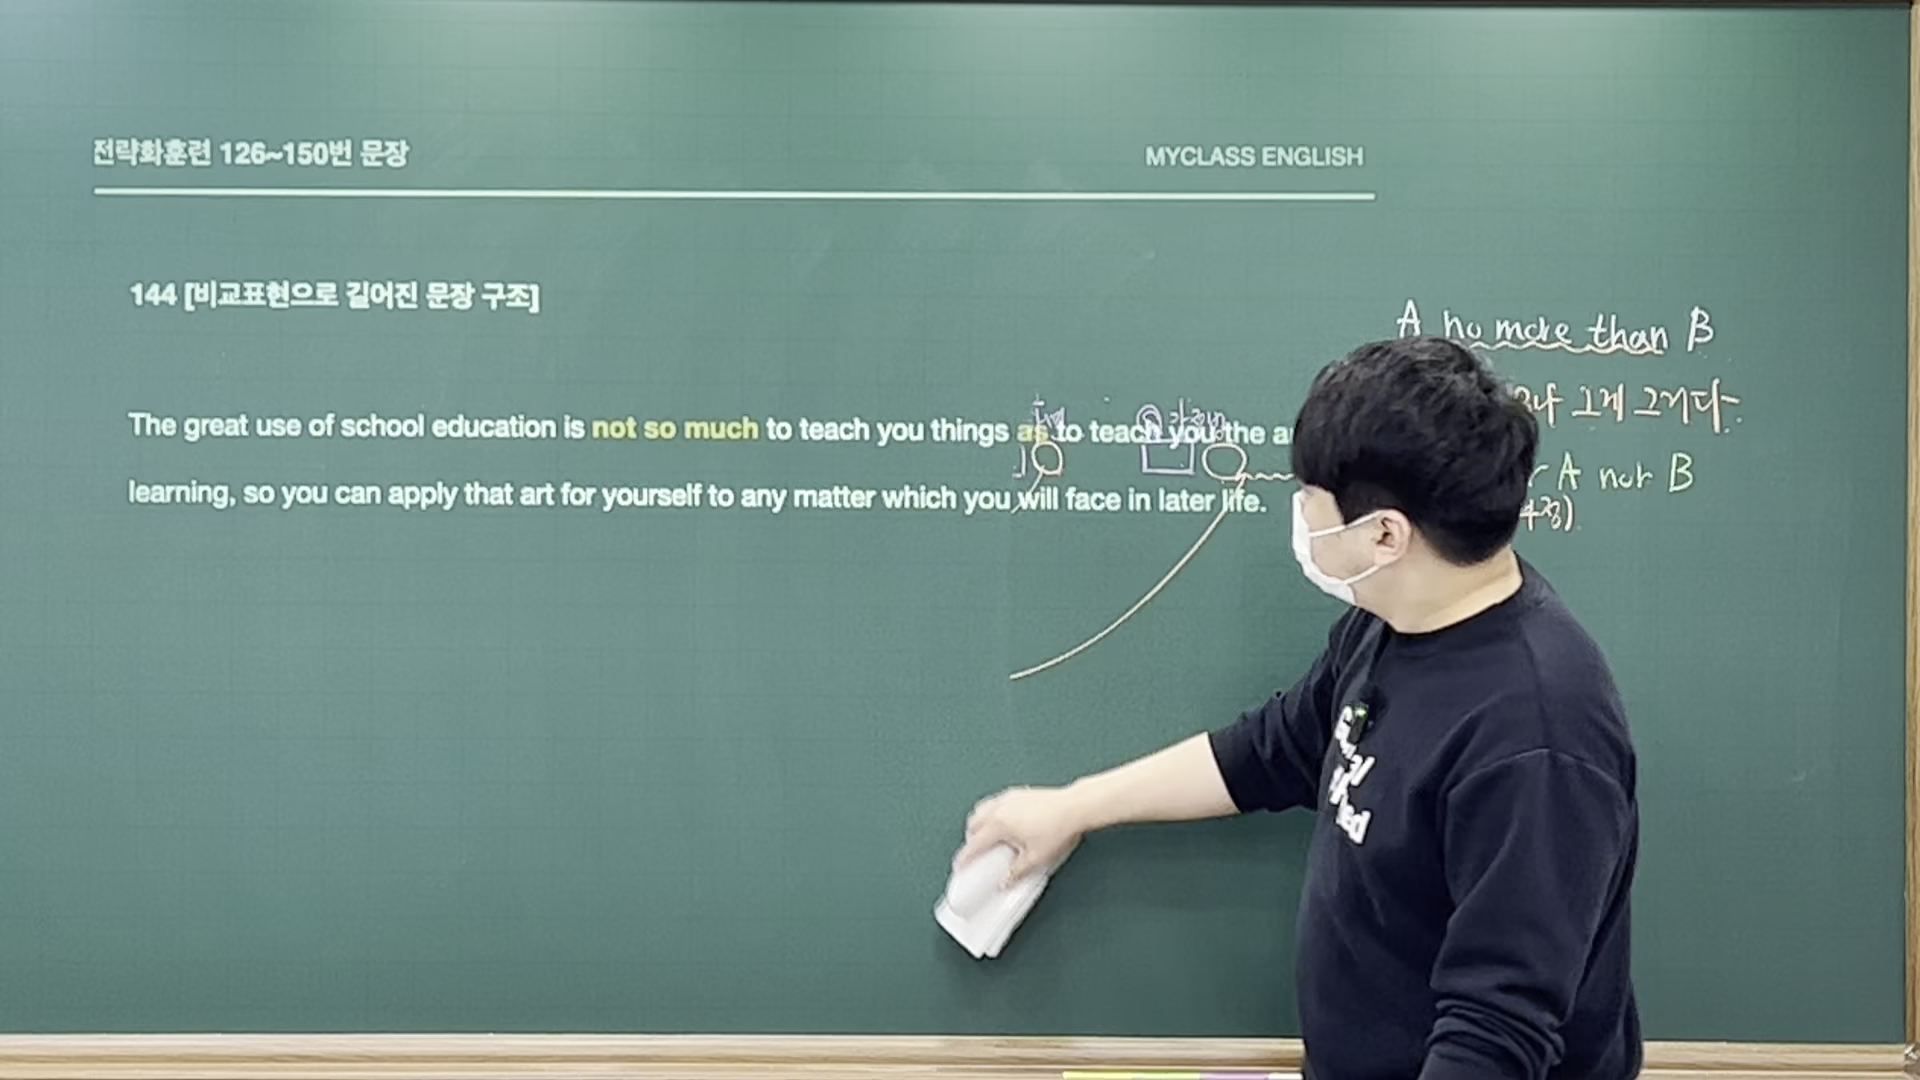 전략화훈련 126~150번 문장
MYCLASS ENGLISH
144 [비교표현으로 길어진 문장 구조]
The great use of school education is not so much to teach you things as to teach you the
learning, so you can apply that art for yourself to any matter which you will face in later life.
A no more than B
그게 그거다
A nor B